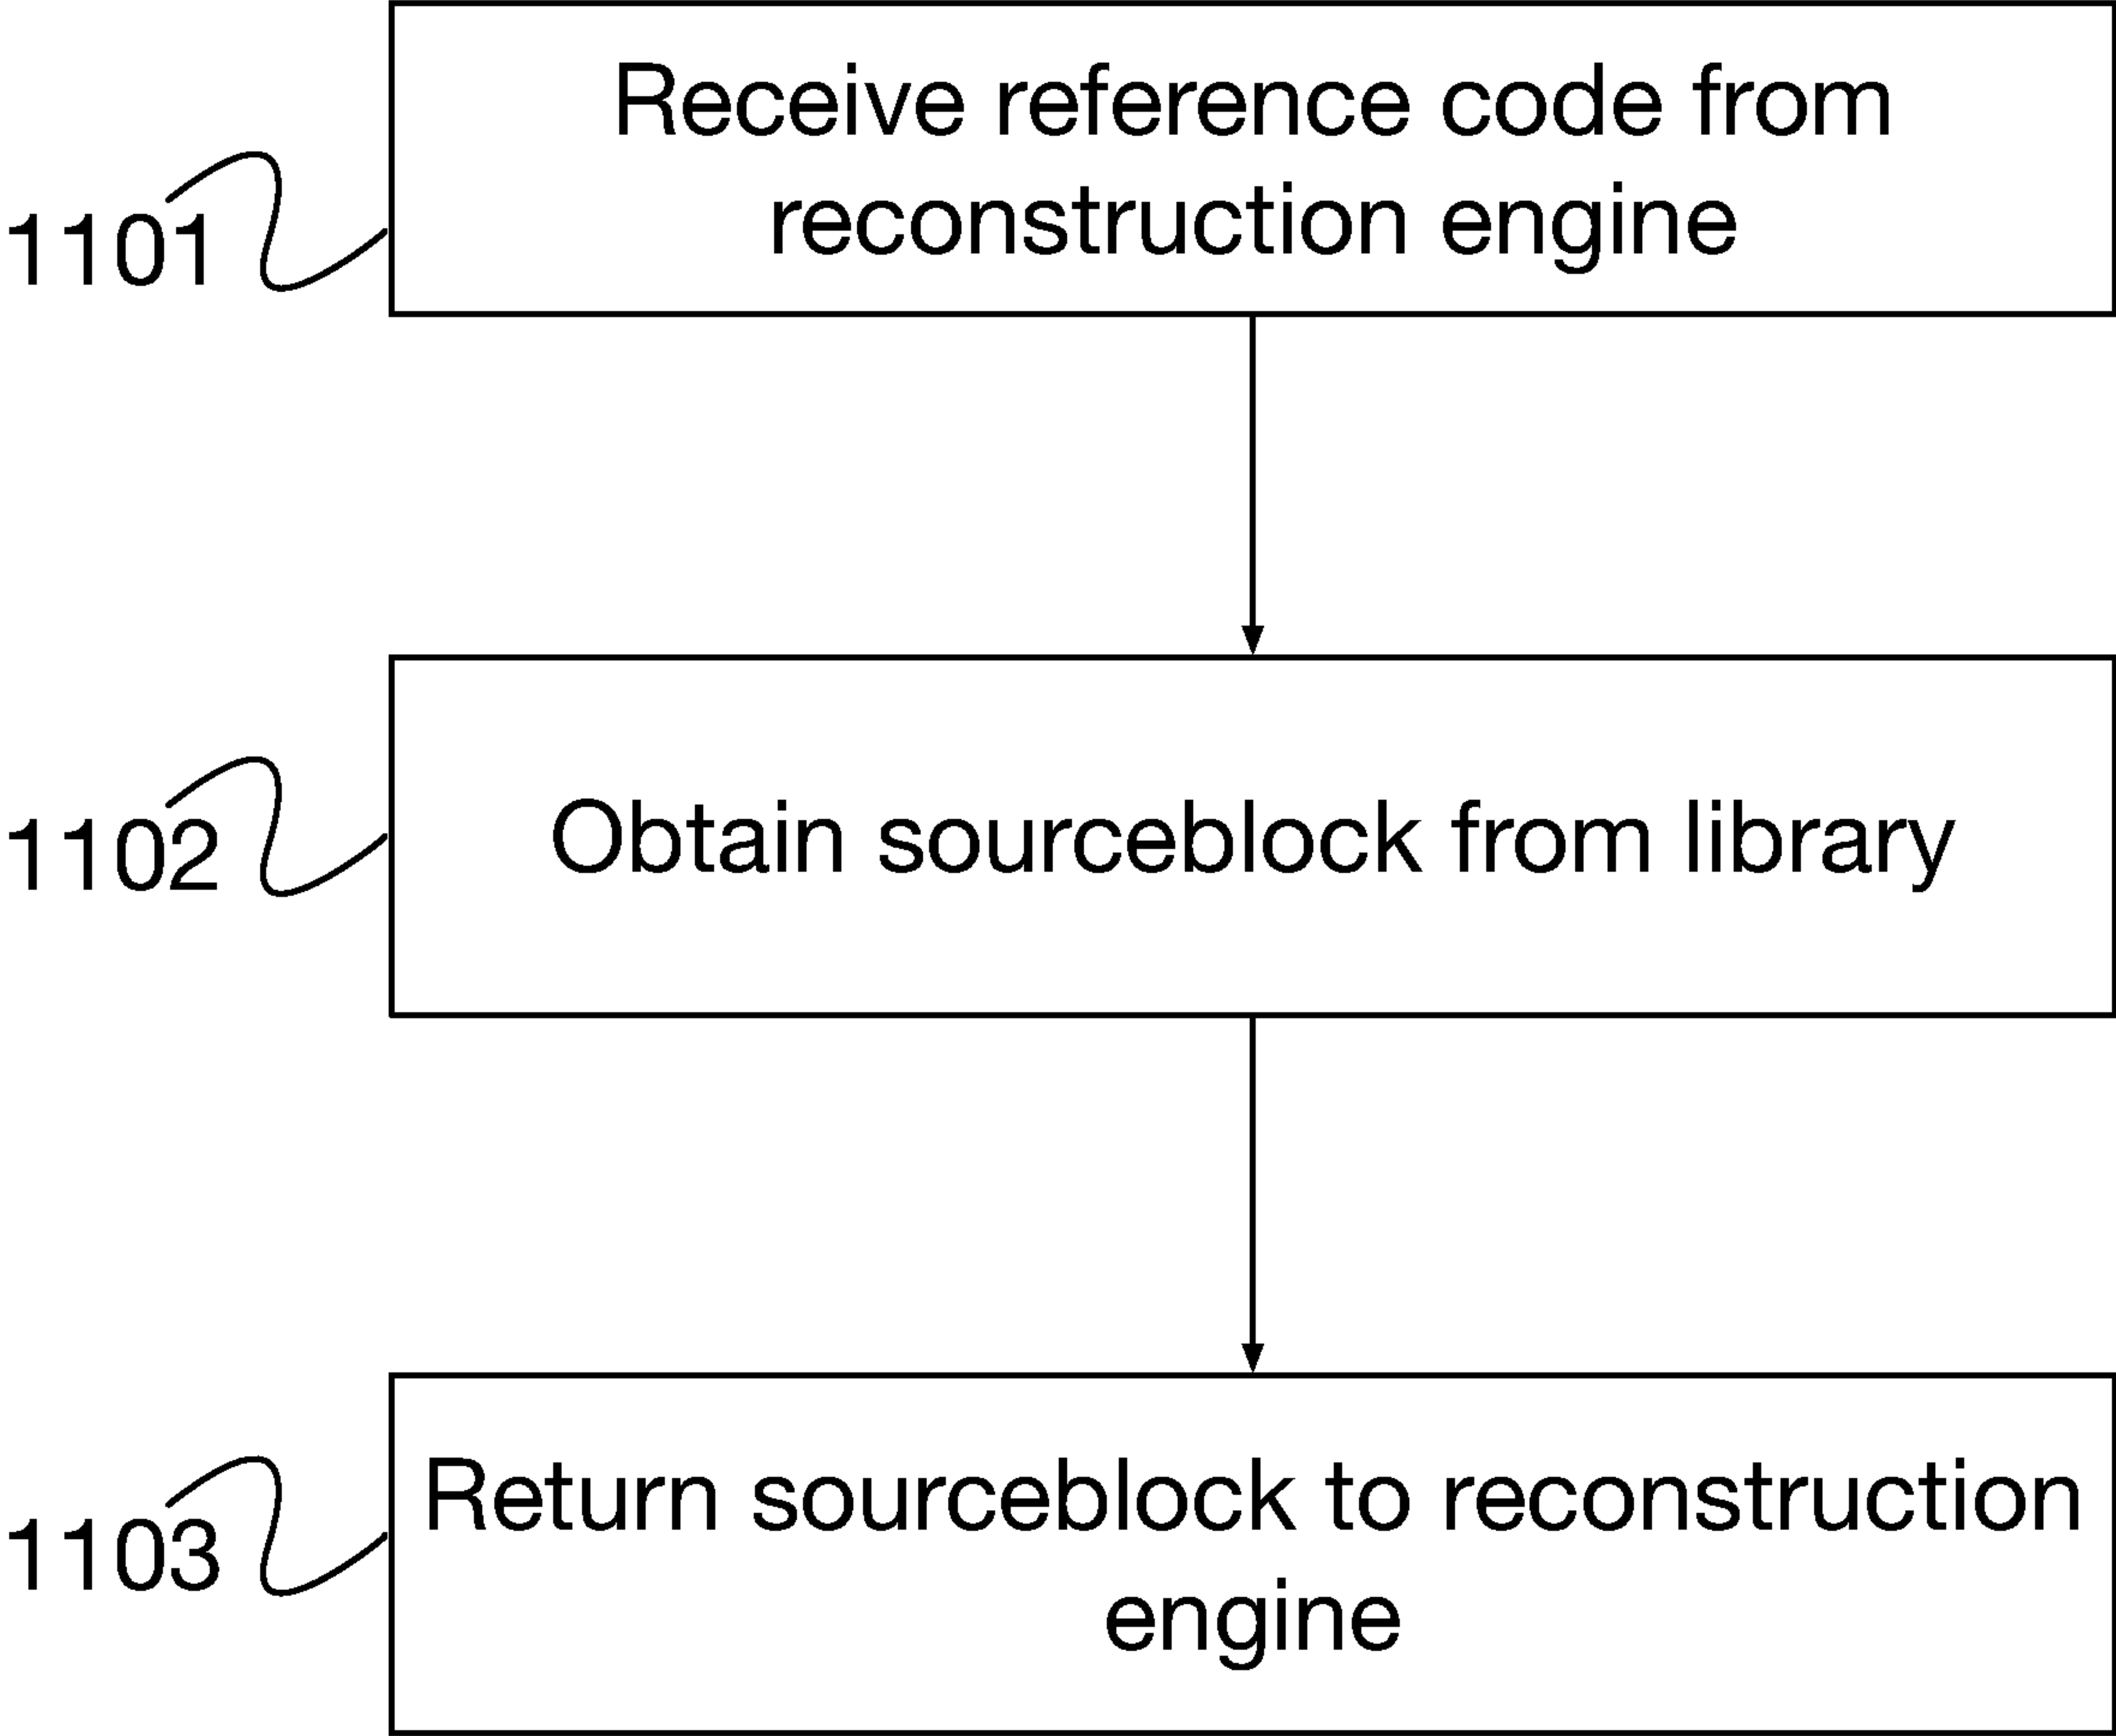 Receive reference code from
reconstruction engine
1101
Obtain sourceblock from library
1102
Return sourceblock to reconstruction
engine
1103